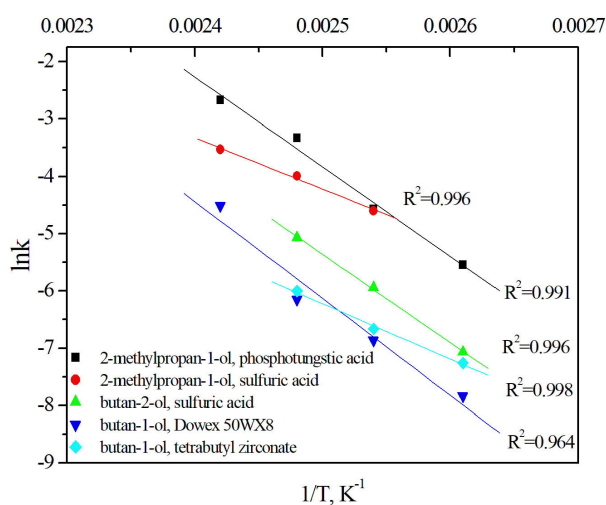 0.0023 0.0024 0.0025 0.0026 0.0027
-2
-3
-4
-5
-6
-7
-8
-9
lnk
R²=0.996
R²=0.991
R²=0.996
R²=0.998
R²=0.964
2-methylpropan-1-ol, phosphotungstic acid
2-methylpropan-1-ol, sulfuric acid
butan-2-ol, sulfuric acid
butan-1-ol, Dowex 50WX8
butan-1-ol, tetrabutyl zirconate
1/T, K⁻¹